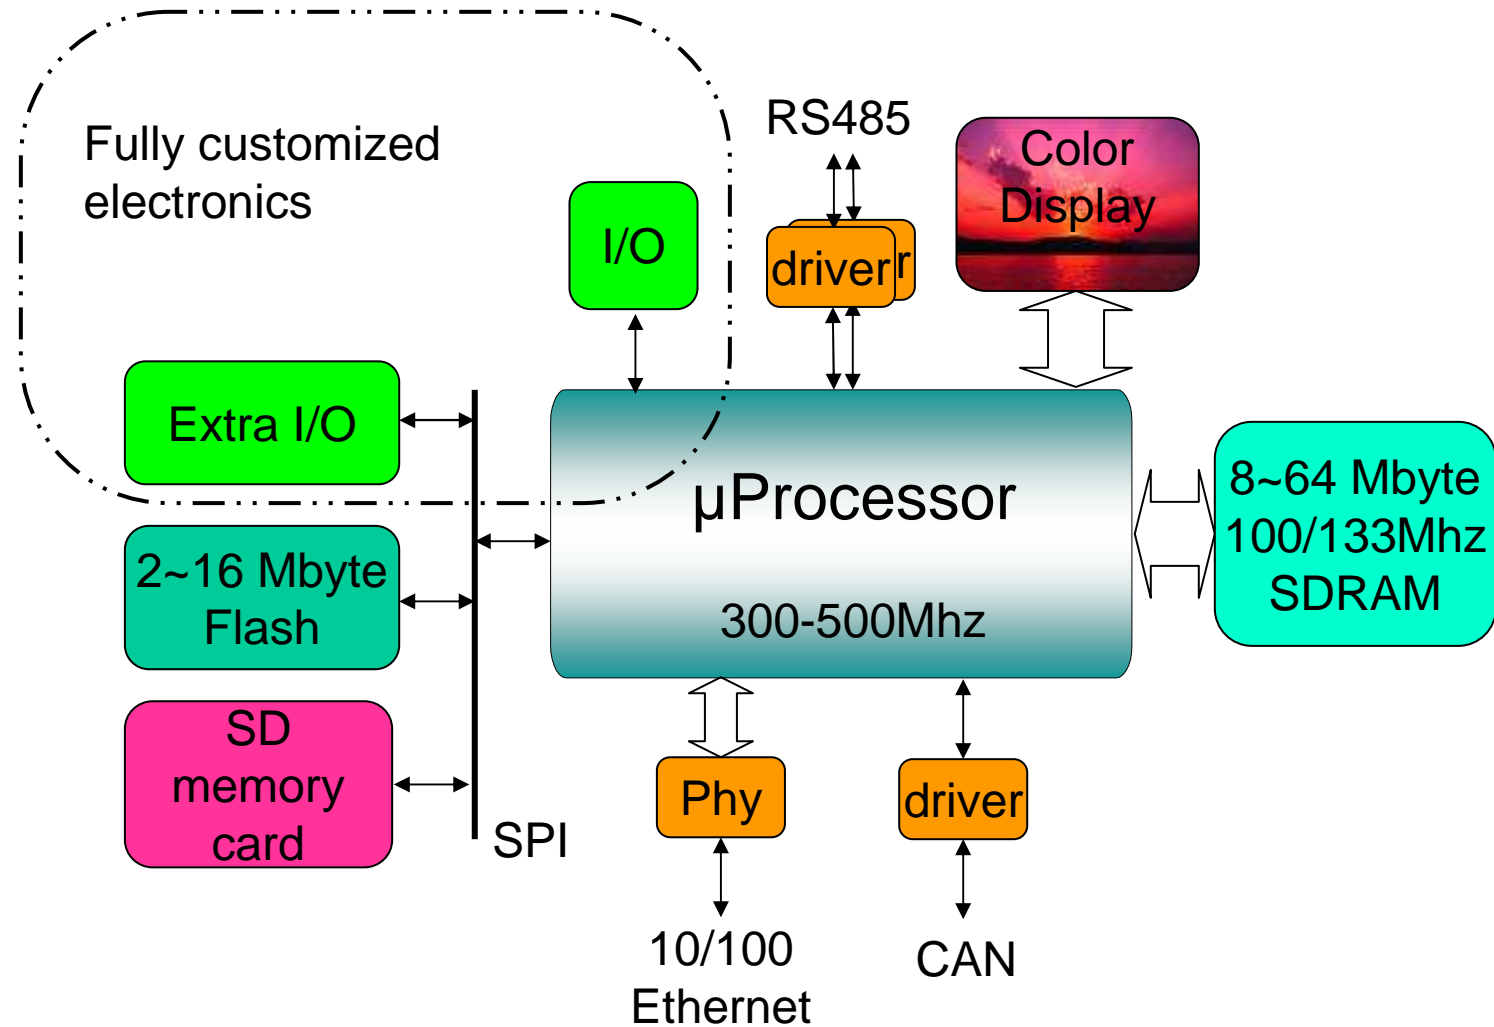 Fully customized
electronics
I/O
RS485
driver
r
Color
Display
Extra I/O
µProcessor
300-500Mhz
8~64 Mbyte
100/133Mhz
SDRAM
2~16 Mbyte
Flash
SD
memory
card
SPI
Phy
driver
10/100
Ethernet
CAN